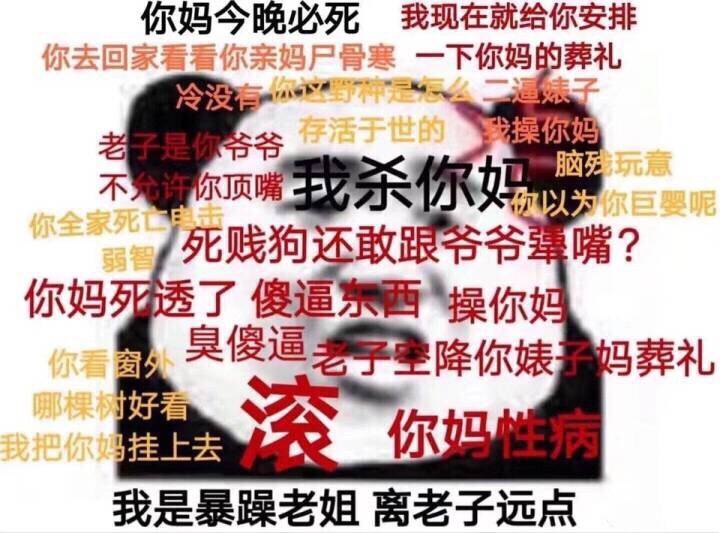 你妈今晚必死
我现在就给你安排
你去回家看看你亲妈尸骨寒
一下你妈的葬礼
冷没有
你这野种是怎么
二逼婊子
存活于世的
我操你妈
老子是你爷爷
我杀你妈
脑残玩意
不允许你顶嘴
你以为你巨婴呢
你全家死亡电击
弱智
死贱狗还敢跟爷爷犟嘴?
你妈死透了 傻逼东西
操你妈
臭傻逼
老子空降你婊子妈葬礼
你看窗外
哪棵树好看
我把你妈挂上去
滚
你妈性病
我是暴躁老姐 离老子远点